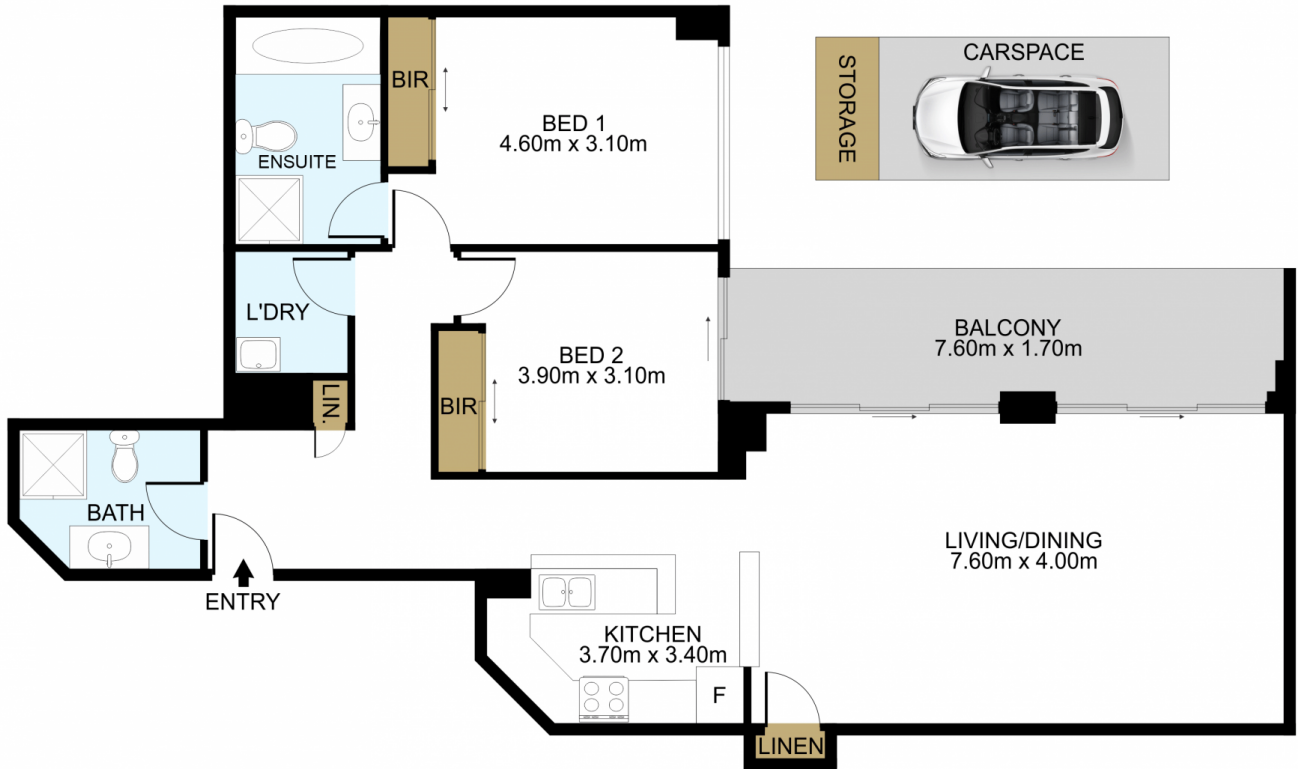 BIR
BED 1
4.60m x 3.10m
ENSUITE
STORAGE
CARSPACE
L'DRY
BED 2
3.90m x 3.10m
BIR
LIN.
BALCONY
7.60m x 1.70m
BATH
ENTRY
LIVING/DINING
7.60m x 4.00m
KITCHEN
3.70m x 3.40m
F
LINEN